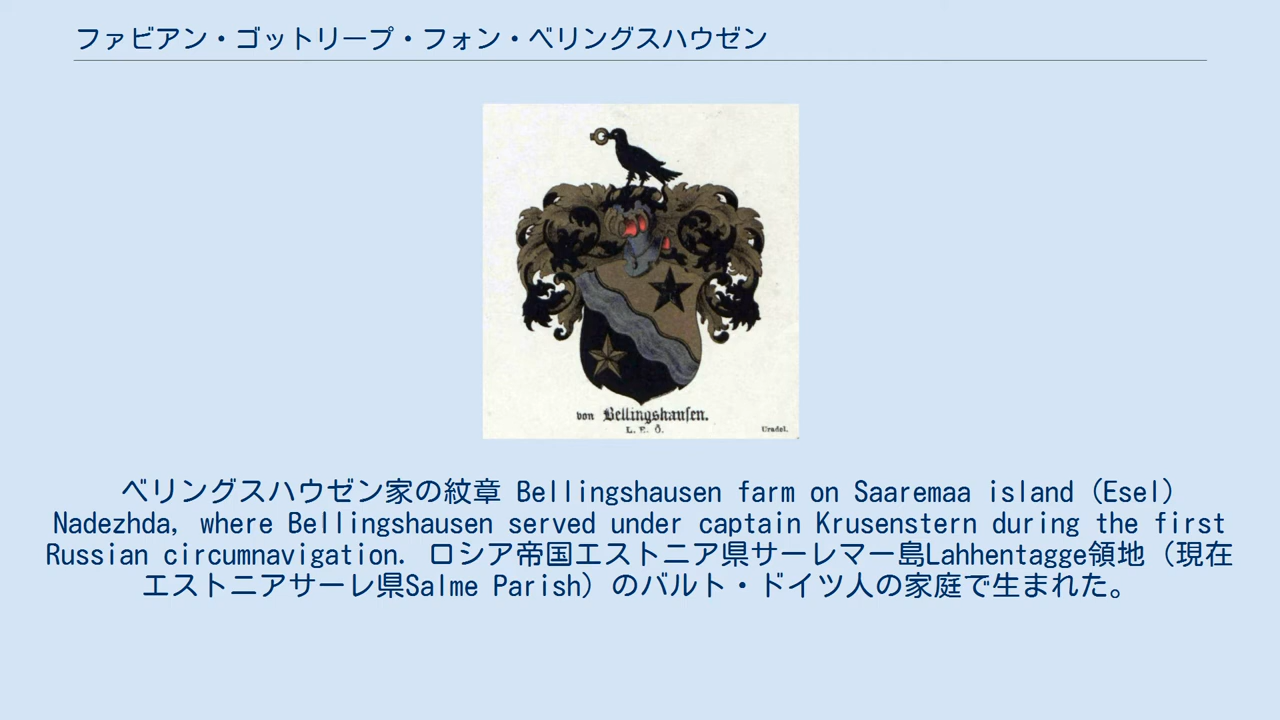 ファビアン・ゴットリープ・フォン・ベリングスハウゼン
von Bellingshausen.
L. E. Ö.
Uradel.
ベリングスハウゼン家の紋章 Bellingshausen farm on Saaremaa island (Esel)
Nadezhda, where Bellingshausen served under captain Krusenstern during the first
Russian circumnavigation. ロシア帝国エストニア県サーレマー島Lahhentagge領地（現在
エストニアサーレ県Salme Parish）のバルト・ドイツ人の家庭で生まれた。